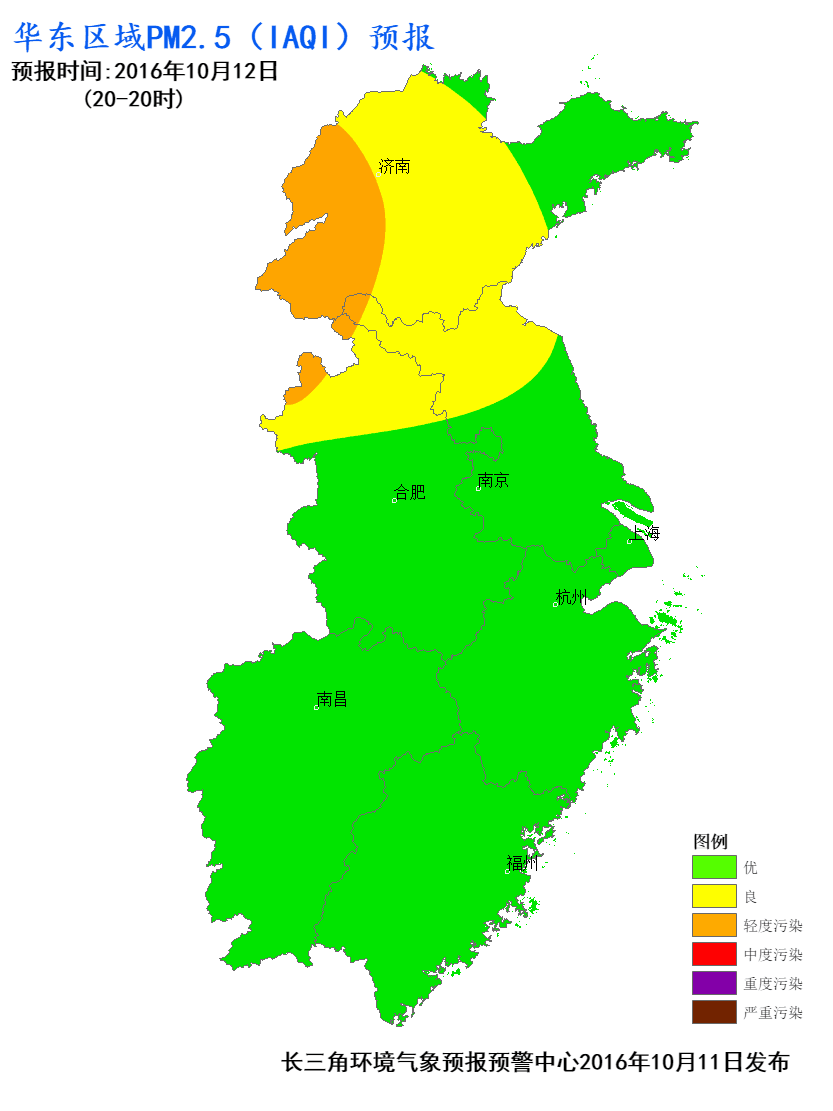 华东区域PM2.5（IAQI）预报
预报时间:2016年10月12日
(20-20时)
济南
合肥
南京
上海
杭州
南昌
福州
图例
优
良
轻度污染
中度污染
重度污染
严重污染
长三角环境气象预报预警中心2016年10月11日发布